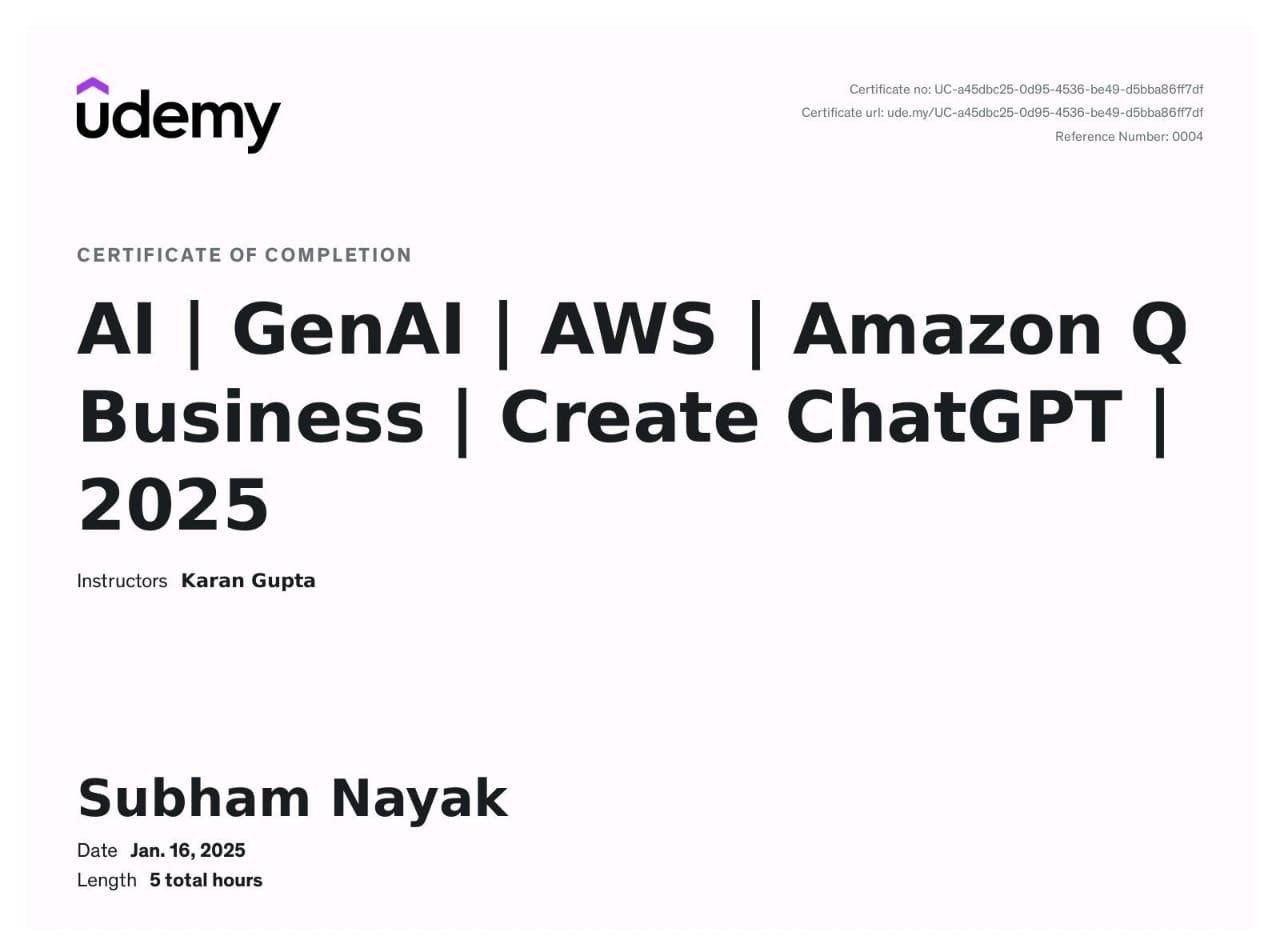 udemy
Certificate no: UC-a45dbc25-0d95-4536-be49-d5bba86ff7df
Certificate url: ude.my/UC-a45dbc25-0d95-4536-be49-d5bba86ff7df
Reference Number: 0004
CERTIFICATE OF COMPLETION
AI | GenAI | AWS | Amazon Q
Business | Create ChatGPT |
2025
Instructors Karan Gupta
Subham Nayak
Date Jan. 16, 2025
Length 5 total hours